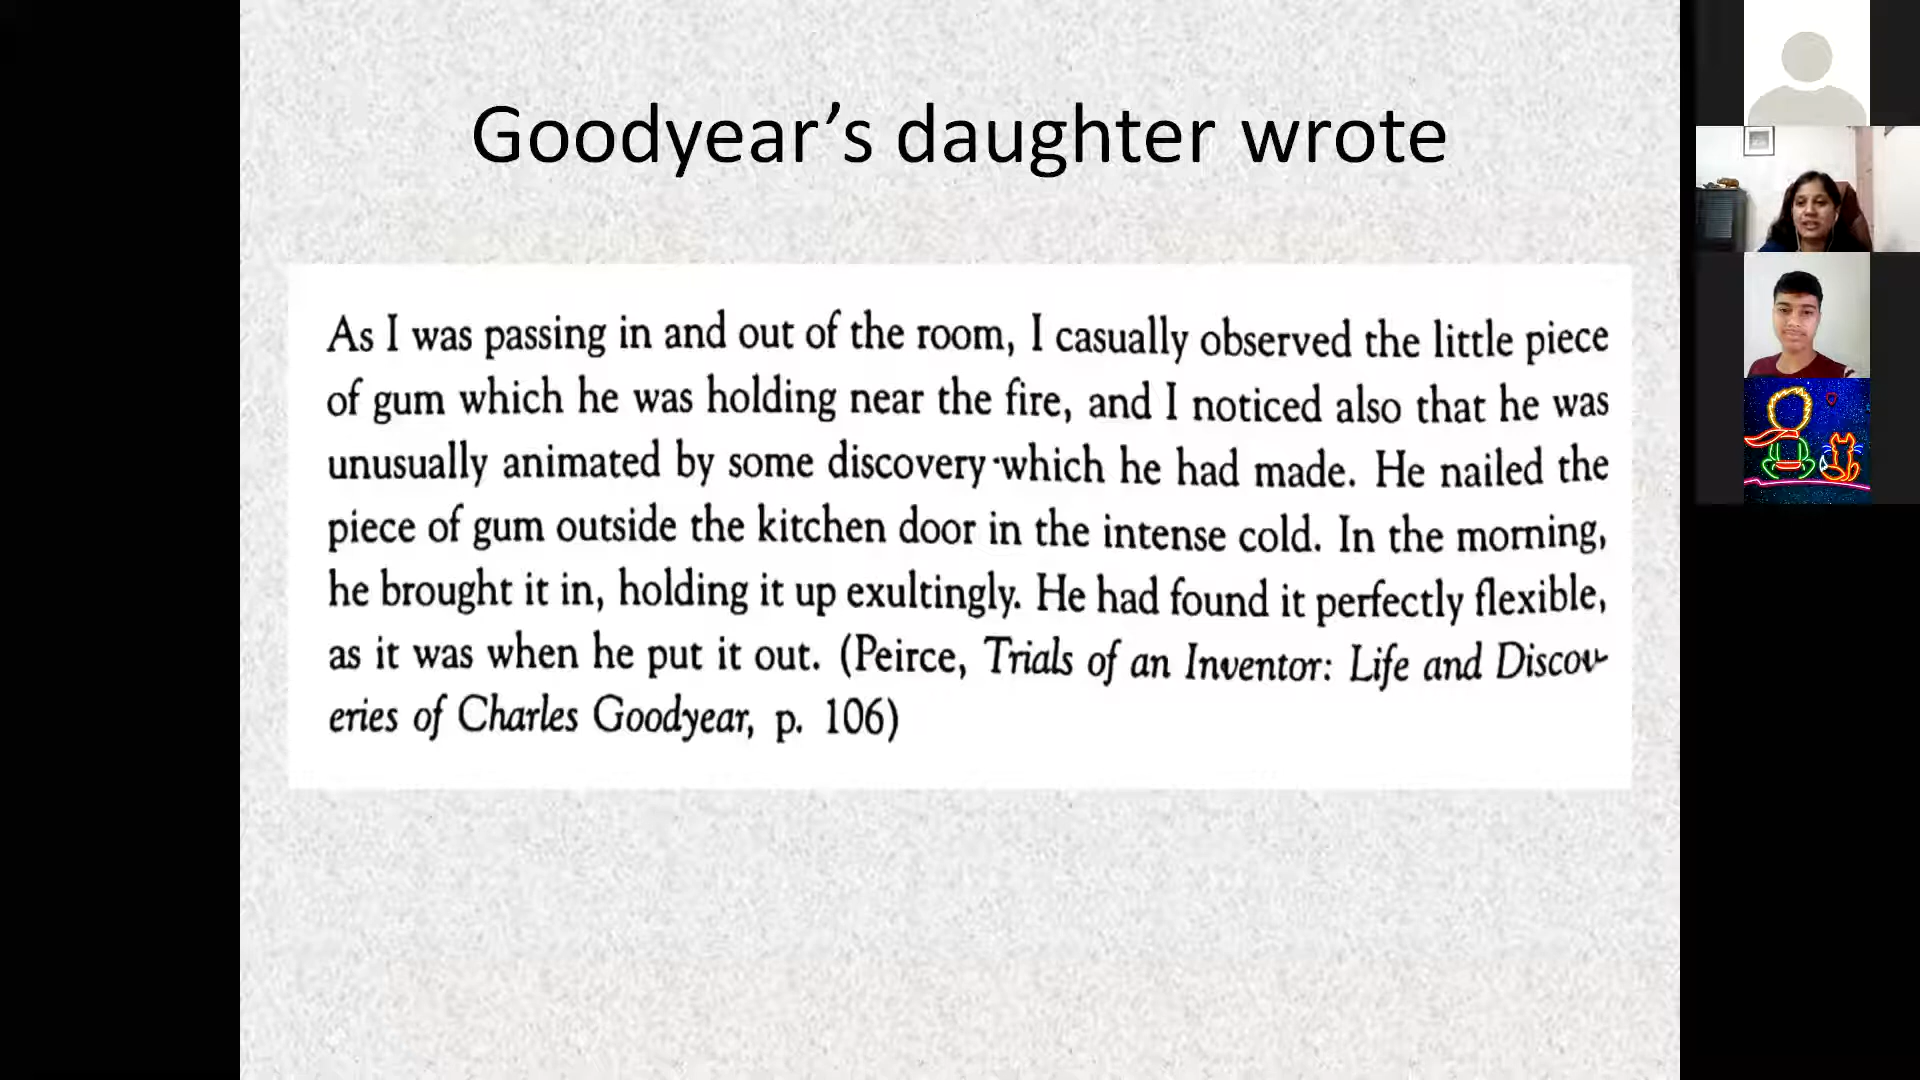 Goodyear’s daughter wrote
As I was passing in and out of the room, I casually observed the little piece
of gum which he was holding near the fire, and I noticed also that he was
unusually animated by some discovery·which he had made. He nailed the
piece of gum outside the kitchen door in the intense cold. In the morning,
he brought it in, holding it up exultingly. He had found it perfectly flexible,
as it was when he put it out. (Peirce, Trials of an Inventor: Life and Discov-
eries of Charles Goodyear, p. 106)